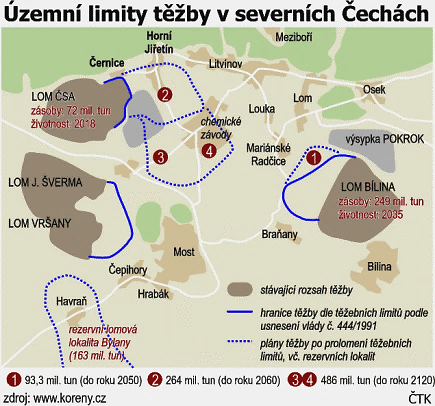 Územní limity těžby v severních Čechách
Meziboří
Horní
Jiřetín
Černice
Litvínov
LOM ČSA
zásoby: 72 mil. tun
životnost: 2018
2
Lom
Osek
Louka
chemické
závody
3
4
Mariánské
Radčice
výsypka POKROK
1
LOM J. ŠVERMA
LOM BÍLINA
zásoby: 249 mil. tun
životnost: 2035
LOM VRŠANY
Most
Braňany
Čepirohy
Bílina
Hrabák
Havraň
rezervní lomová
lokalita Bylany
(163 mil. tun)
stávající rozsah těžby
hranice těžby dle těžebních limitů podle
usnesení vlády č. 444/1991
plány těžby po prolomení těžebních
limitů, vč. rezervních lokalit
1 93,3 mil. tun (do roku 2050) 2 264 mil. tun (do roku 2060) 3 4 486 mil. tun (do roku 2120)
zdroj: www.koreny.cz ČTK